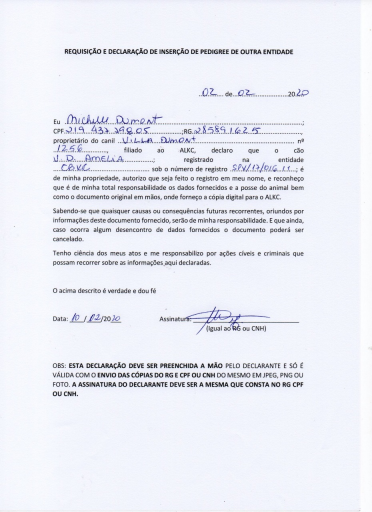 REQUISIÇÃO E DECLARAÇÃO DE INSERÇÃO DE PEDIGREE DE OUTRA ENTIDADE
02 de 02 2020
Eu Michelle Dumont
CPF 219 437 298 05 ;RG 28989162 5
proprietário do canil VILLA DUMONT nº
1256, filiado ao ALKC, declaro que o cão
V. D. AMELIA; registrado na entidade
CBKC sob o número de registro SPV/17/016 11; é
de minha propriedade, autorizo que seja feito o registro em meu nome, e reconheço
que é de minha total responsabilidade os dados fornecidos e a posse do animal bem
como o documento original em mãos, onde forneço a cópia digital para o ALKC.
Sabendo-se que quaisquer causas ou consequências futuras recorrentes, oriundos por
informações deste documento fornecido, serão de minha responsabilidade. E que ainda,
caso ocorra algum desencontro de dados fornecidos o documento poderá ser
cancelado.
Tenho ciência dos meus atos e me responsabilizo por ações cíveis e criminais que
possam recorrer sobre as informações aqui declaradas.
O acima descrito é verdade e dou fé
Data: 10 / 02/2020 Assinatura:
(Igual ao RG ou CNH)
OBS: ESTA DECLARAÇÃO DEVE SER PREENCHIDA A MÃO PELO DECLARANTE E SÓ É
VÁLIDA COM O ENVIO DAS CÓPIAS DO RG E CPF OU CNH DO MESMO EM JPEG, PNG OU
FOTO. A ASSINATURA DO DECLARANTE DEVE SER A MESMA QUE CONSTA NO RG CPF
OU CNH.